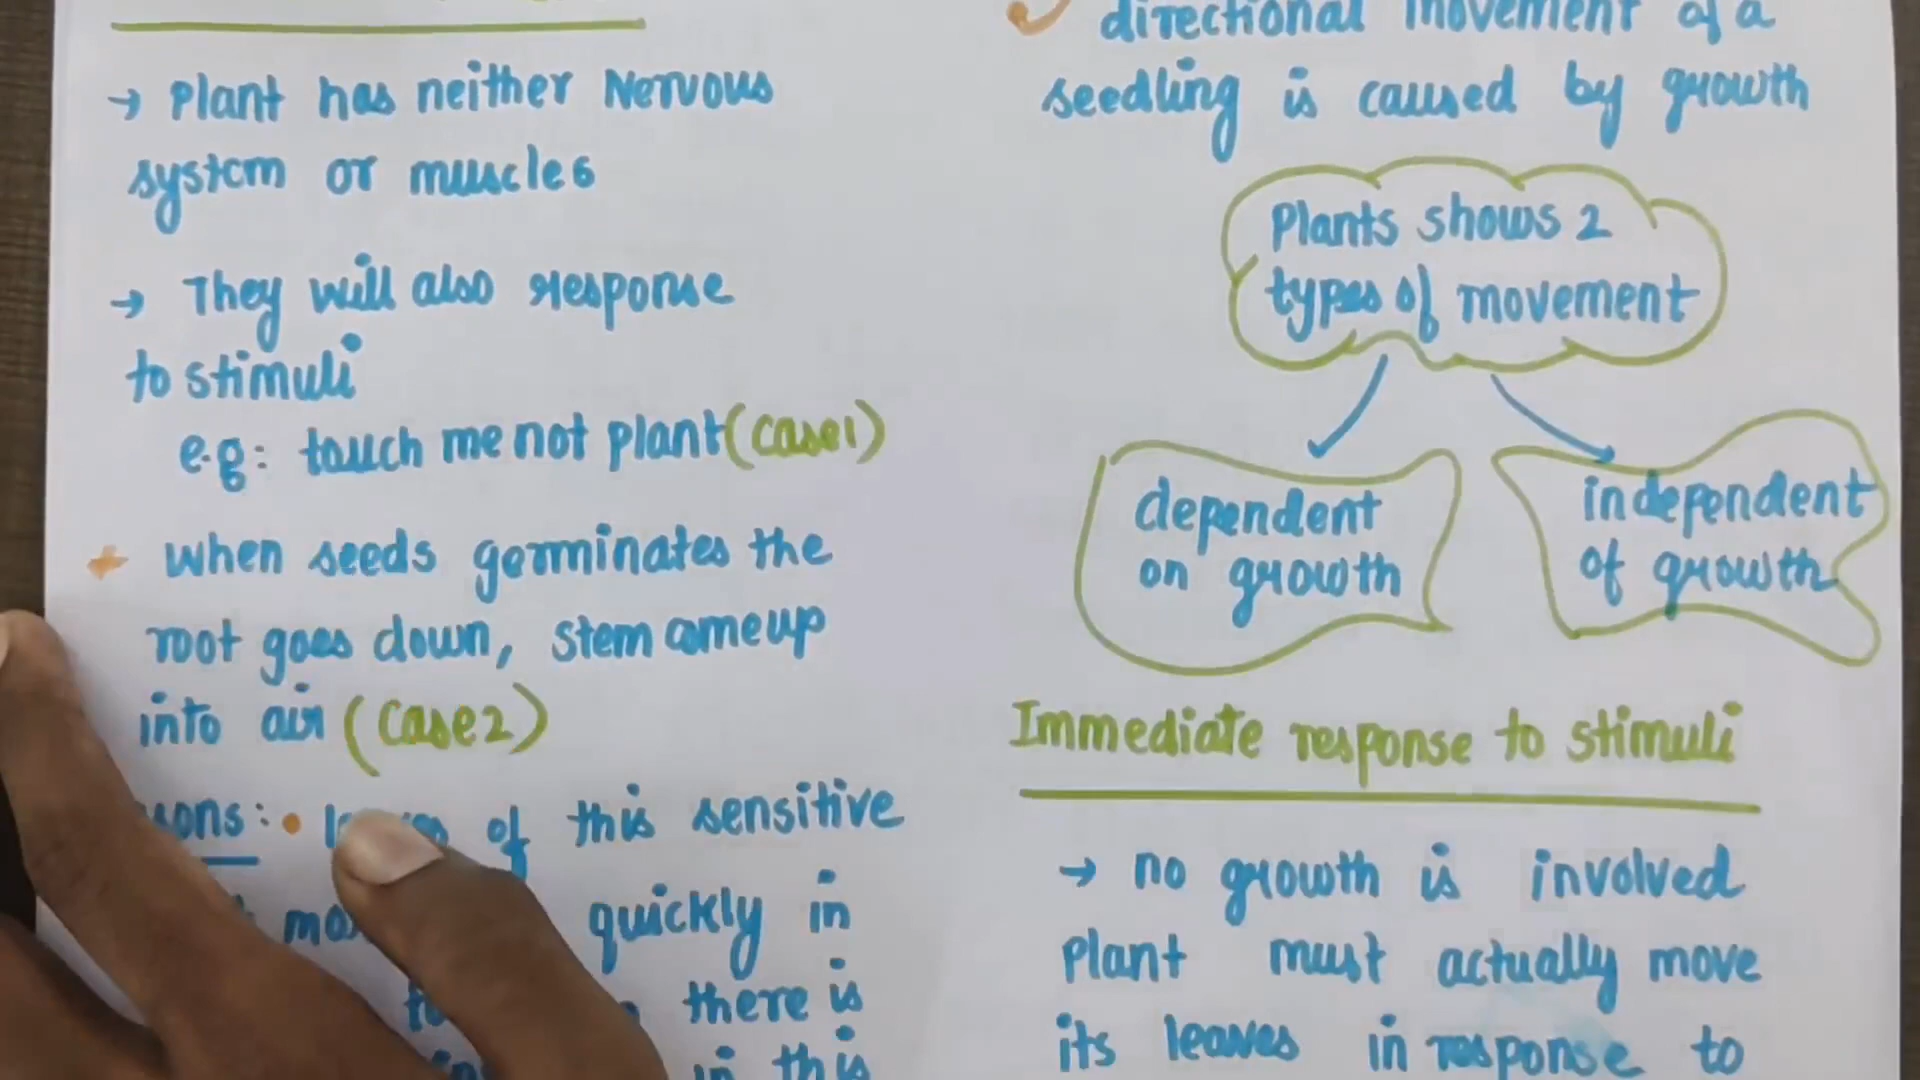 → Plant has neither Nervous
system or muscles
→ They will also response
to stimuli
e.g: touch me not plant (case1)
+ When seeds germinates the
root goes down, stem come up
into air (case2)
of this sensitive
quickly in
there is
in this
directional movement of a
seedling is caused by growth
Plants shows 2
types of movement
dependent
on growth
independent
of growth
Immediate response to stimuli
→ no growth is involved
Plant must actually move
its leaves in response to